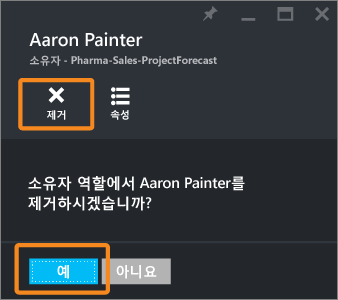 Aaron Painter
소유자 - Pharma-Sales-ProjectForecast
제거 속성
소유자 역할에서 Aaron Painter를
제거하시겠습니까?
예 아니요